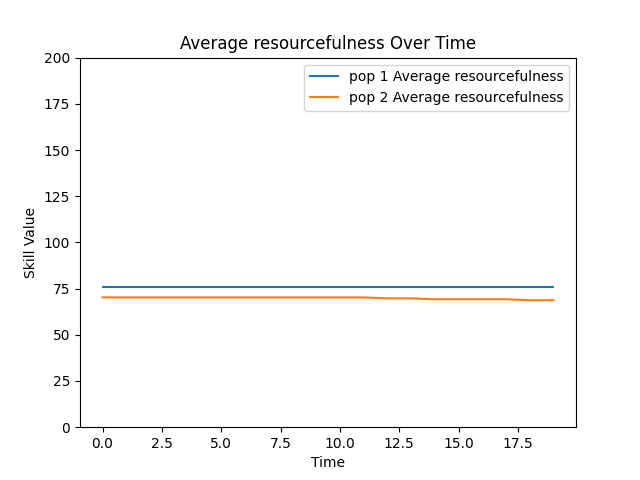 Average resourcefulness Over Time
pop 1 Average resourcefulness
pop 2 Average resourcefulness
200
175
150
125
100
75
50
25
0
Skill Value
0.0 2.5 5.0 7.5 10.0 12.5 15.0 17.5
Time